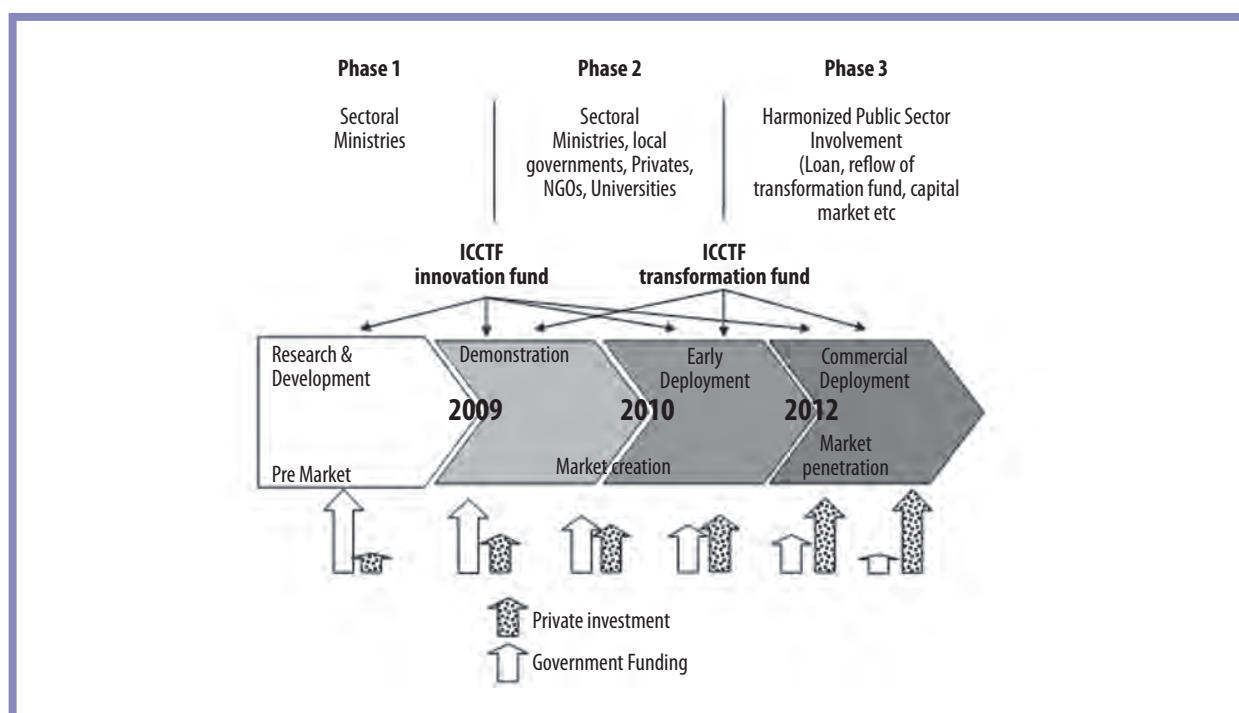 Phase 1
Sectoral
Ministries
Phase 2
Sectoral
Ministries, local
governments, Privates,
NGOs, Universities
Phase 3
Harmonized Public Sector
Involvement
(Loan, reflow of
transformation fund, capital
market etc
ICCTF
innovation fund
ICCTF
transformation fund
Research &
Development
Pre Market
Demonstration
Early
Deployment
Commercial
Deployment
2009
2010
2012
Market creation
Market
penetration
Private investment
Government Funding